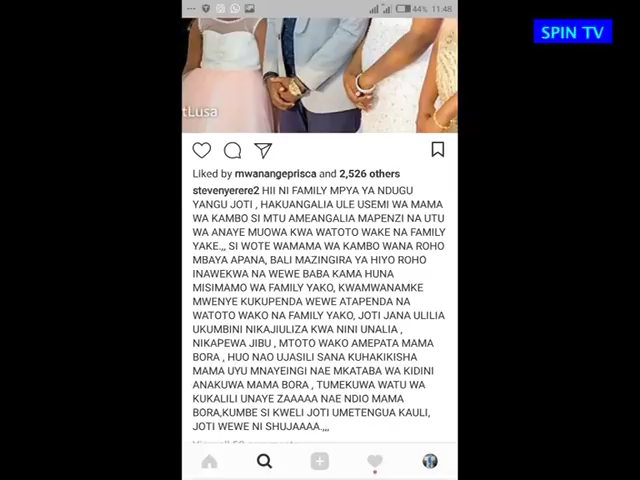 44% 11:48
SPIN TV
tLusa
Liked by mwanangeprisca and 2,526 others
stevenyerere2 HII NI FAMILY MPYA YA NDUGU
YANGU JOTI , HAKUANGALIA ULE USEMI WA MAMA
WA KAMBO SI MTU AMEANGALIA MAPENZI NA UTU
WA ANAYE MUOWA KWA WATOTO WAKE NA FAMILY
YAKE.,, SI WOTE WAMAMA WA KAMBO WANA ROHO
MBAYA APANA, BALI MAZINGIRA YA HIYO ROHO
INAWEKWA NA WEWE BABA KAMA HUNA
MISIMAMO WA FAMILY YAKO, KWAMWANAMKE
MWENYE KUKUPENDA WEWE ATAPENDA NA
WATOTO WAKO NA FAMILY YAKO, JOTI JANA ULILIA
UKUMBINI NIKAJIULIZA KWA NINI UNALIA ,
NIKAPEWA JIBU , MTOTO WAKO AMEPATA MAMA
BORA , HUO NAO UJASILI SANA KUHAKIKISHA
MAMA UYU MNAYEINGI NAE MKATABA WA KIDINI
ANAKUWA MAMA BORA , TUMEKUWA WATU WA
KUKALILI UNAYE ZAAAAA NAE NDIO MAMA
BORA,KUMBE SI KWELI JOTI UMETENGUA KAULI,
JOTI WEWE NI SHUJAAAA.,,,